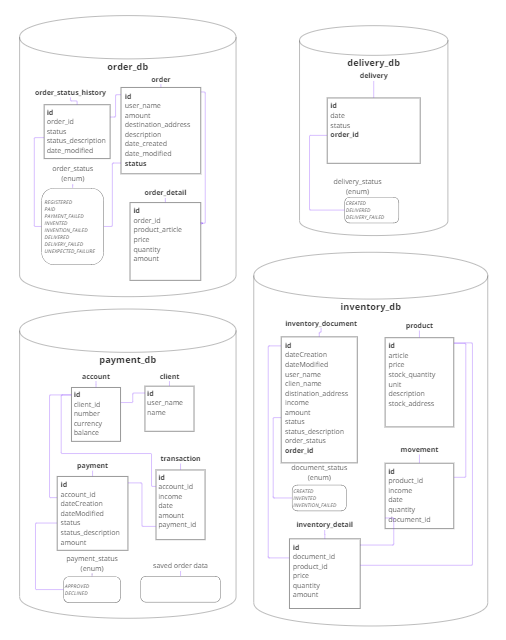 order_db
order_status_history
id
order_id
status
status_description
date_modified
order
id
user_name
amount
destination_address
description
date_created
date_modified
status
order_status
(enum)
REGISTERED
PAID
PAYMENT_FAILED
INVENTED
INVENTION_FAILED
DELIVERED
DELIVERY_FAILED
UNEXPECTED_FAILURE
order_detail
id
order_id
product_article
price
quantity
amount
delivery_db
delivery
id
date
status
order_id
delivery_status
(enum)
CREATED
DELIVERED
DELIVERY_FAILED
payment_db
account
id
client_id
number
currency
balance
client
id
user_name
name
payment
id
account_id
dateCreation
dateModified
status
status_description
amount
transaction
id
account_id
income
date
amount
payment_id
payment_status
(enum)
APPROVED
DECLINED
saved order data
inventory_db
inventory_document
id
dateCreation
dateModified
user_name
clien_name
distination_address
income
amount
status
status_description
order_status
order_id
product
id
article
price
stock_quantity
unit
description
stock_address
document_status
(enum)
CREATED
INVENTED
INVENTION_FAILED
movement
id
product_id
income
date
quantity
document_id
inventory_detail
id
document_id
product_id
price
quantity
amount